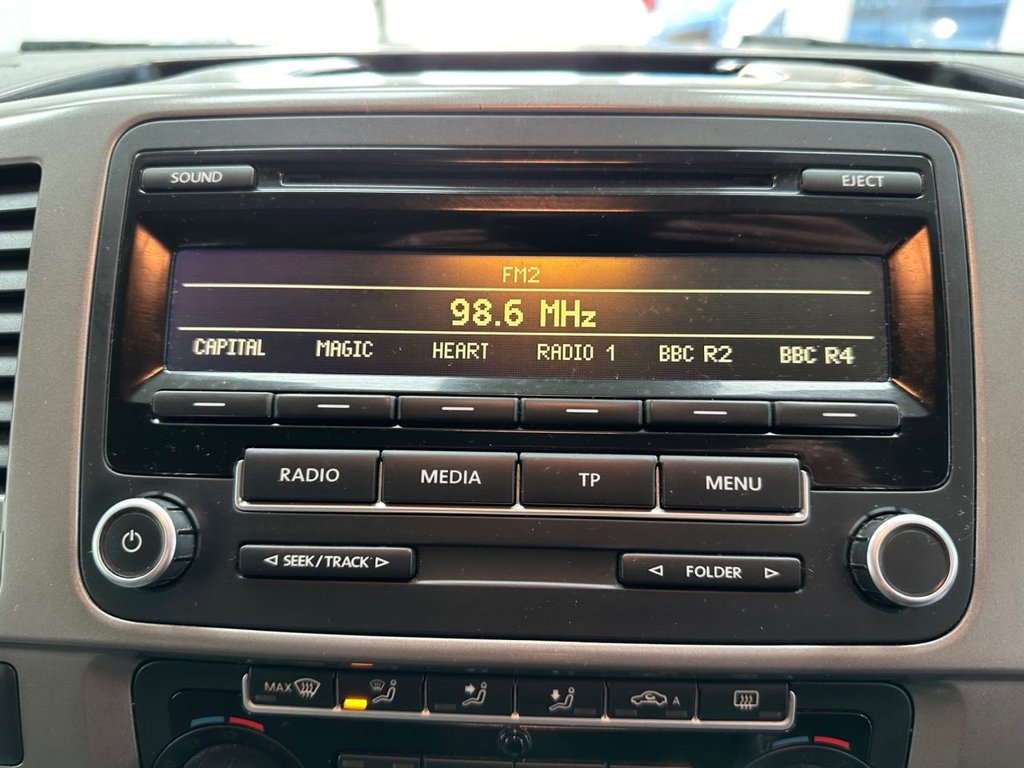 SOUND EJECT
FM2
98.6 MHz
CAPITAL MAGIC HEART RADIO 1 BBC R2 BBC R4
RADIO MEDIA TP MENU
SEEK/TRACK FOLDER
MAX A